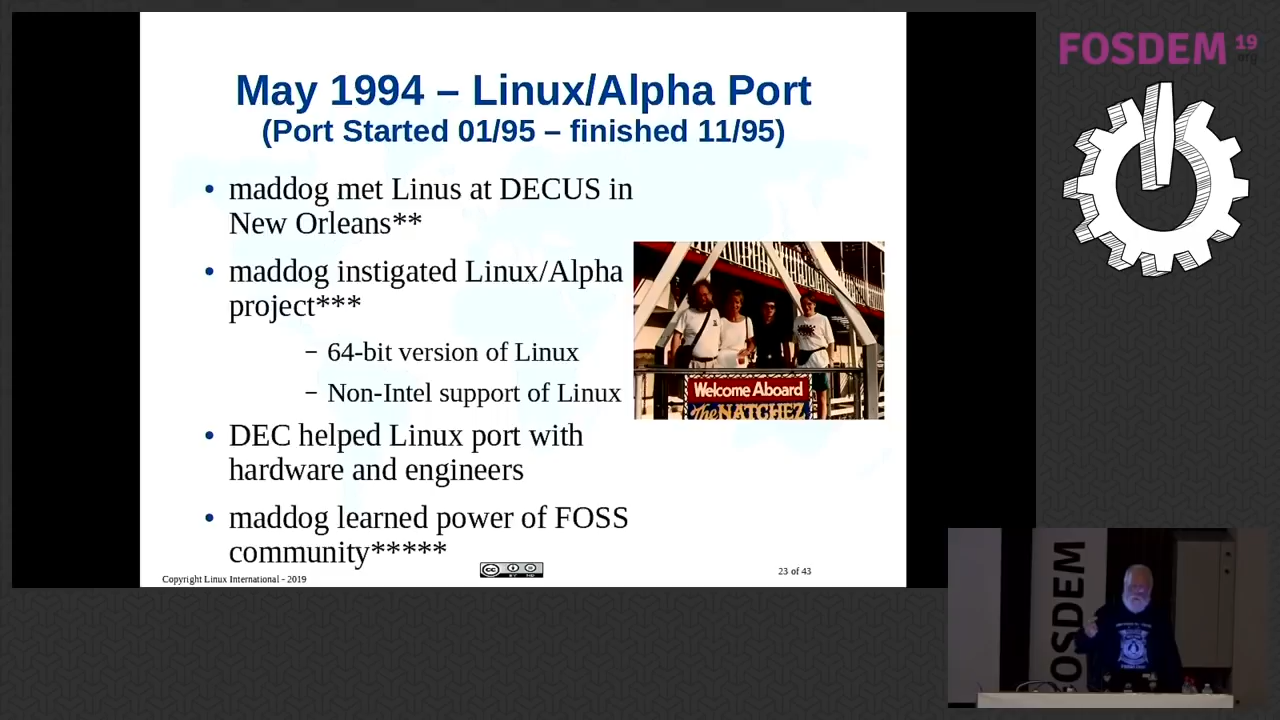 May 1994 – Linux/Alpha Port
(Port Started 01/95 – finished 11/95)
• maddog met Linus at DECUS in
New Orleans**
• maddog instigated Linux/Alpha
project***
– 64-bit version of Linux
– Non-Intel support of Linux
• DEC helped Linux port with
hardware and engineers
• maddog learned power of FOSS
community*****
Welcome Aboard
The NATCHEZ
Copyright Linux International - 2019
cc
23 of 43
FOSDEM 19
.org
FOSDEM